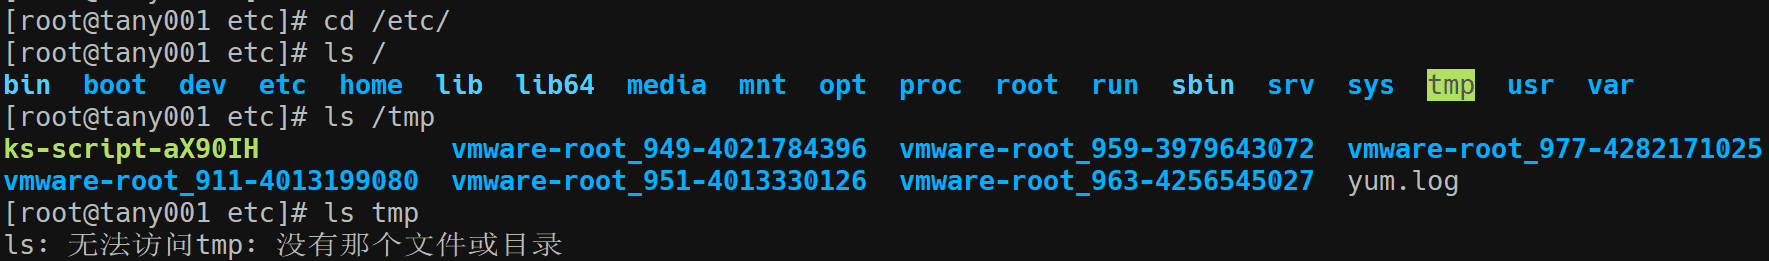 [root@tany001 etc]# cd /etc/
[root@tany001 etc]# ls /
bin  boot  dev  etc  home  lib  lib64  media  mnt  opt  proc  root  run  sbin  srv  sys  tmp  usr  var
[root@tany001 etc]# ls /tmp
ks-script-aX90IH            vmware-root_949-4021784396  vmware-root_959-3979643072  vmware-root_977-4282171025
vmware-root_911-4013199080  vmware-root_951-4013330126  vmware-root_963-4256545027  yum.log
[root@tany001 etc]# ls tmp
ls: 无法访问tmp: 没有那个文件或目录